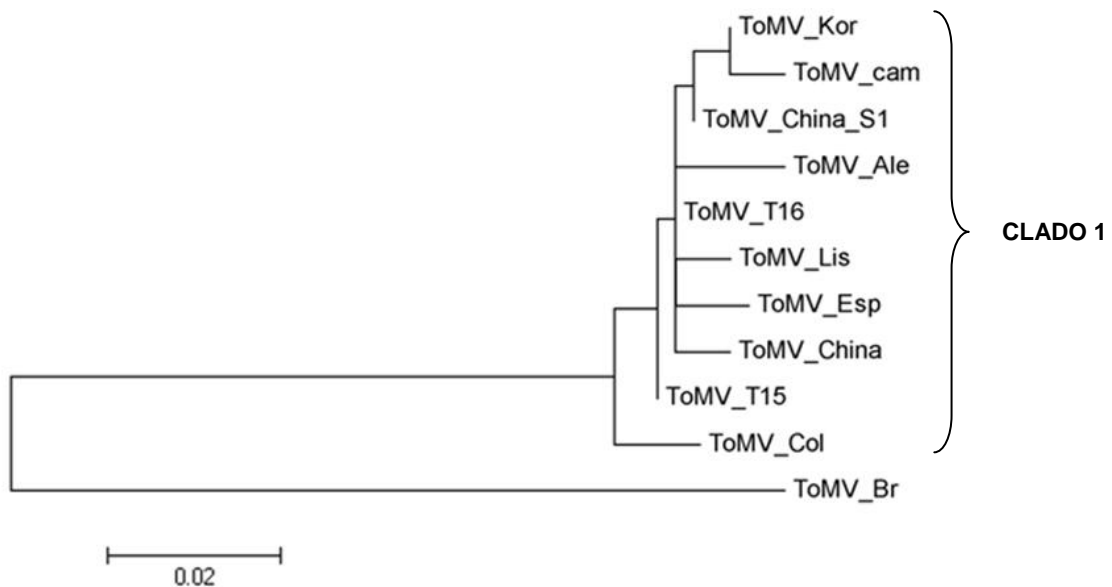 ToMV_Kor
ToMV_cam
ToMV_China_S1
ToMV_Ale
ToMV_T16
ToMV_Lis
ToMV_Esp
ToMV_China
ToMV_T15
ToMV_Col
ToMV_Br
CLADO 1
0.02